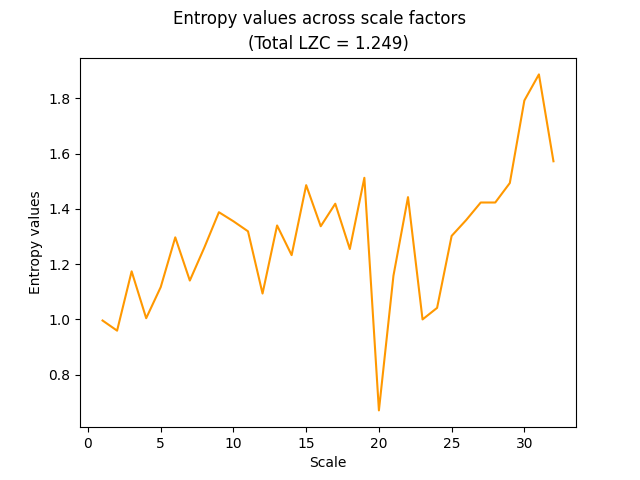 Entropy values across scale factors
(Total LZC = 1.249)
1.8
1.6
1.4
1.2
1.0
0.8
Entropy values
0 5 10 15 20 25 30
Scale